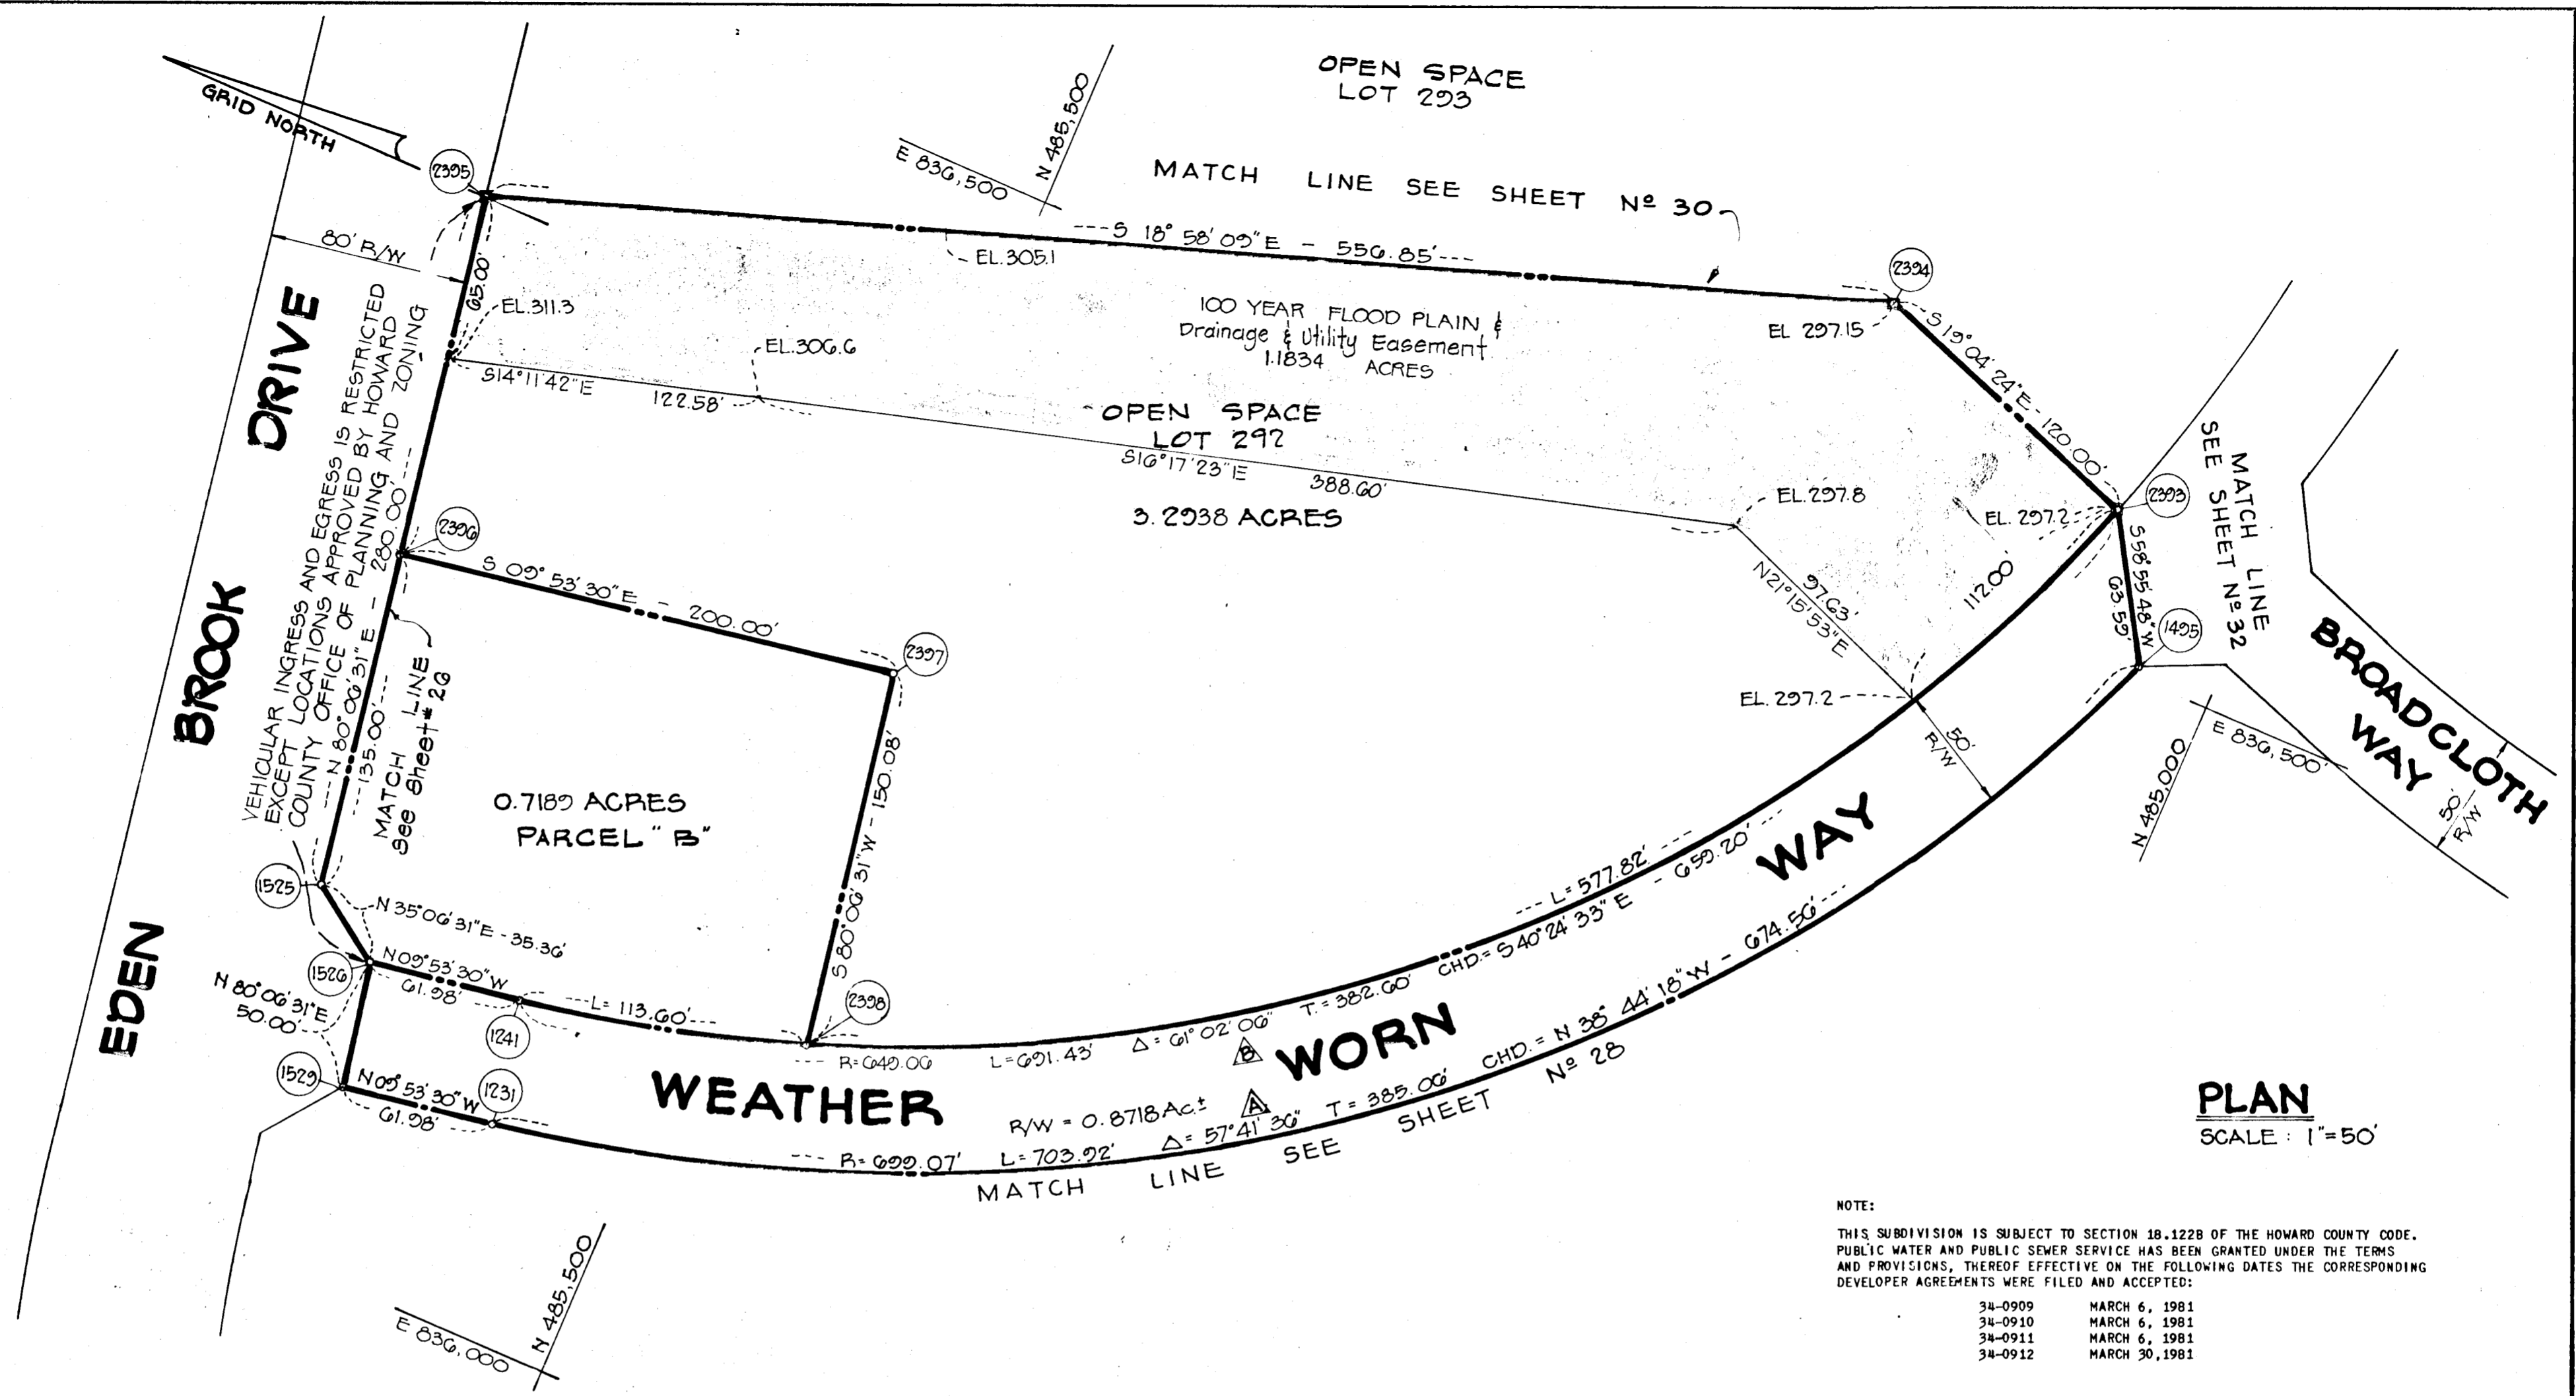 OPEN SPACE
LOT 293
GRID NORTH
2395
E 836,500
N 485,500
MATCH LINE SEE SHEET Nº 30
80' R/W
65.00'
S 18° 58' 09" E - 556.85'
EL.305.1
2394
EL.311.3
EL.306.6
100 YEAR FLOOD PLAIN &
Drainage & Utility Easement
1.1834 ACRES
EL 297.15
S 19° 04' 24" E - 120.00'
S14° 11' 42" E
122.58'
OPEN SPACE
LOT 292
S16° 17' 23" E
388.60'
3.2938 ACRES
EL.297.8
EL. 297.2
2393
MATCH LINE
SEE SHEET Nº 32
S 58° 55' 48" W
63.59'
1495
97.63'
N21° 15' 53" E
112.00
EL. 297.2
50'
R/W
BROADCLOTH
WAY
50'
R/W
E 836,500'
N 485,000
EDEN BROOK DRIVE
VEHICULAR INGRESS AND EGRESS IS RESTRICTED
EXCEPT LOCATIONS APPROVED BY HOWARD
COUNTY OFFICE OF PLANNING AND ZONING
N 80° 06' 31" E - 280.00'
135.00'
MATCH LINE
See Sheet # 26
2396
S 09° 53' 30" E - 200.00'
2397
0.7189 ACRES
PARCEL "B"
S 80° 06' 31" W - 150.08'
1525
N 35° 06' 31" E - 35.36'
1526
N 09° 53' 30" W
61.98'
L= 113.60'
1241
2398
N 80° 06' 31" E
50.00'
1529
N 09° 53' 30" W
61.98'
1231
L= 577.82'
R= 649.06 L= 691.43' Δ= 61° 02' 06" T.= 382.60' CHD.= S 40° 24' 33" E - 659.20'
B
WEATHER WORN WAY
R/W = 0.8718 Ac.±
A
R= 699.07' L= 703.92' Δ= 57° 41' 36" T= 385.06' CHD.= N 38° 44' 18" W - 674.56'
MATCH LINE SEE SHEET Nº 28
E 836,000
N 485,500
PLAN
SCALE : 1"=50'
NOTE:
THIS SUBDIVISION IS SUBJECT TO SECTION 18.122B OF THE HOWARD COUNTY CODE.
PUBLIC WATER AND PUBLIC SEWER SERVICE HAS BEEN GRANTED UNDER THE TERMS
AND PROVISIONS, THEREOF EFFECTIVE ON THE FOLLOWING DATES THE CORRESPONDING
DEVELOPER AGREEMENTS WERE FILED AND ACCEPTED:
34-0909 MARCH 6, 1981
34-0910 MARCH 6, 1981
34-0911 MARCH 6, 1981
34-0912 MARCH 30,1981